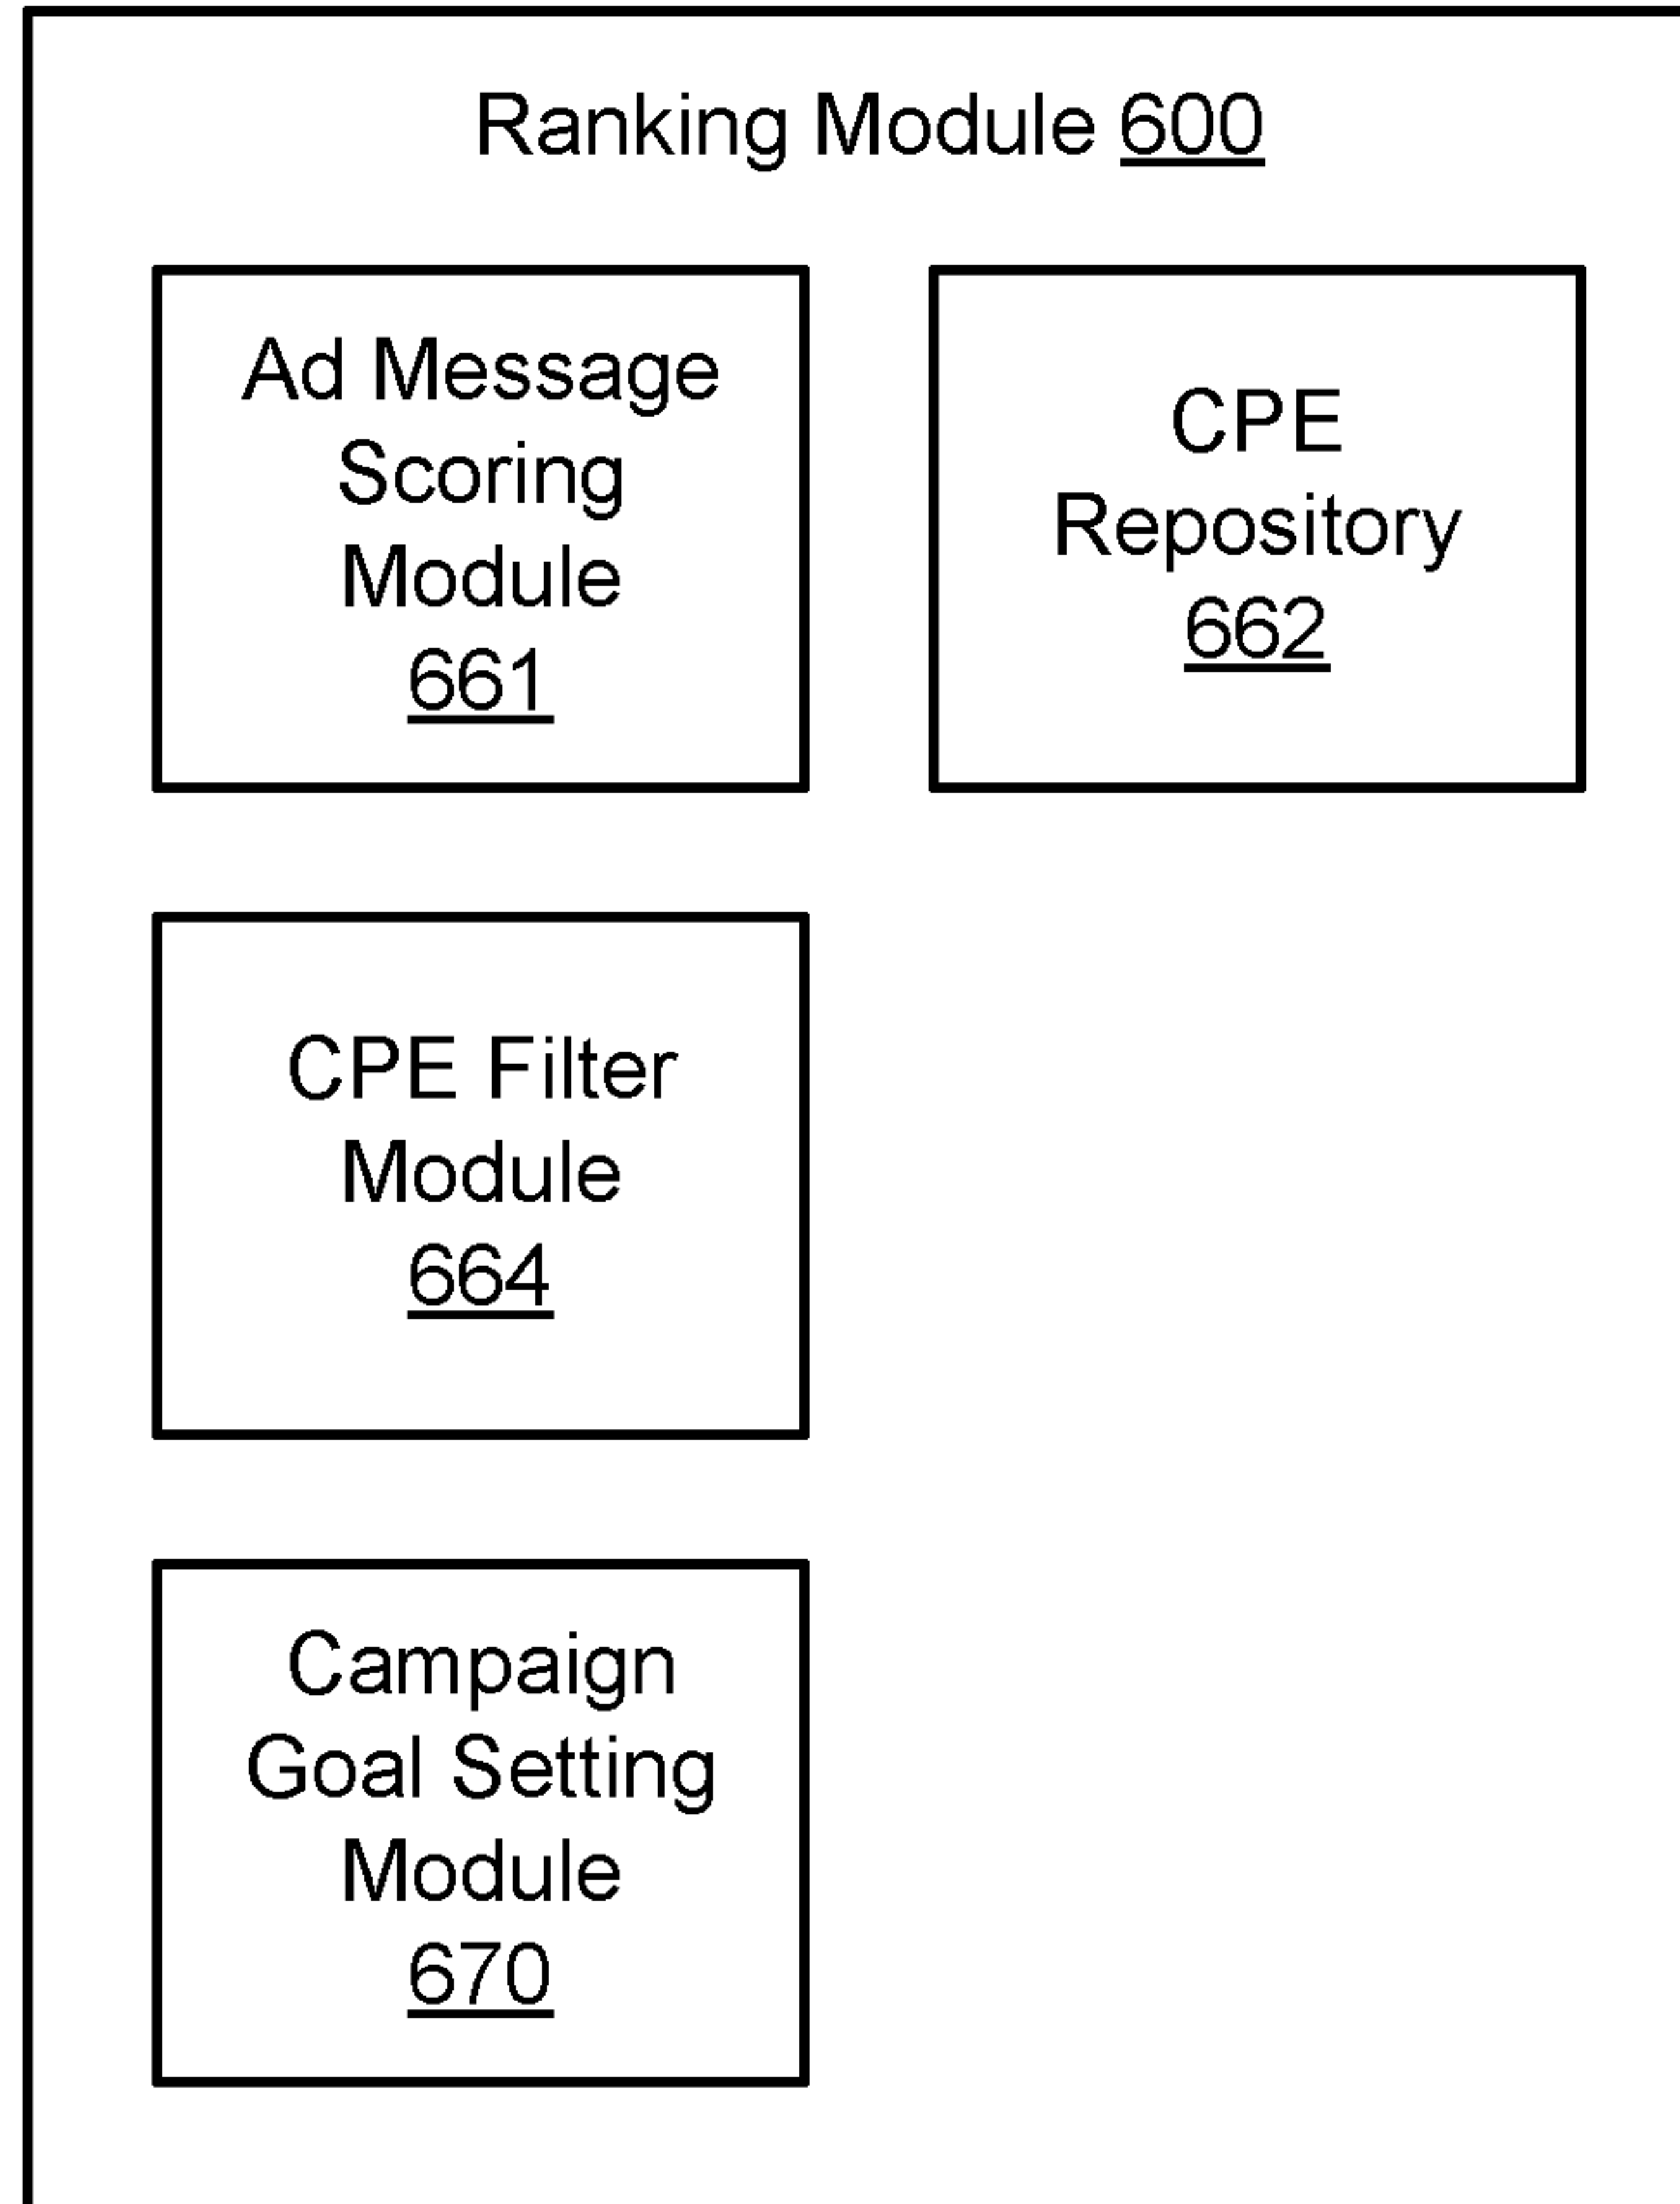 Ranking Module 600
Ad Message
Scoring
Module
661
CPE
Repository
662
CPE Filter
Module
664
Campaign
Goal Setting
Module
670